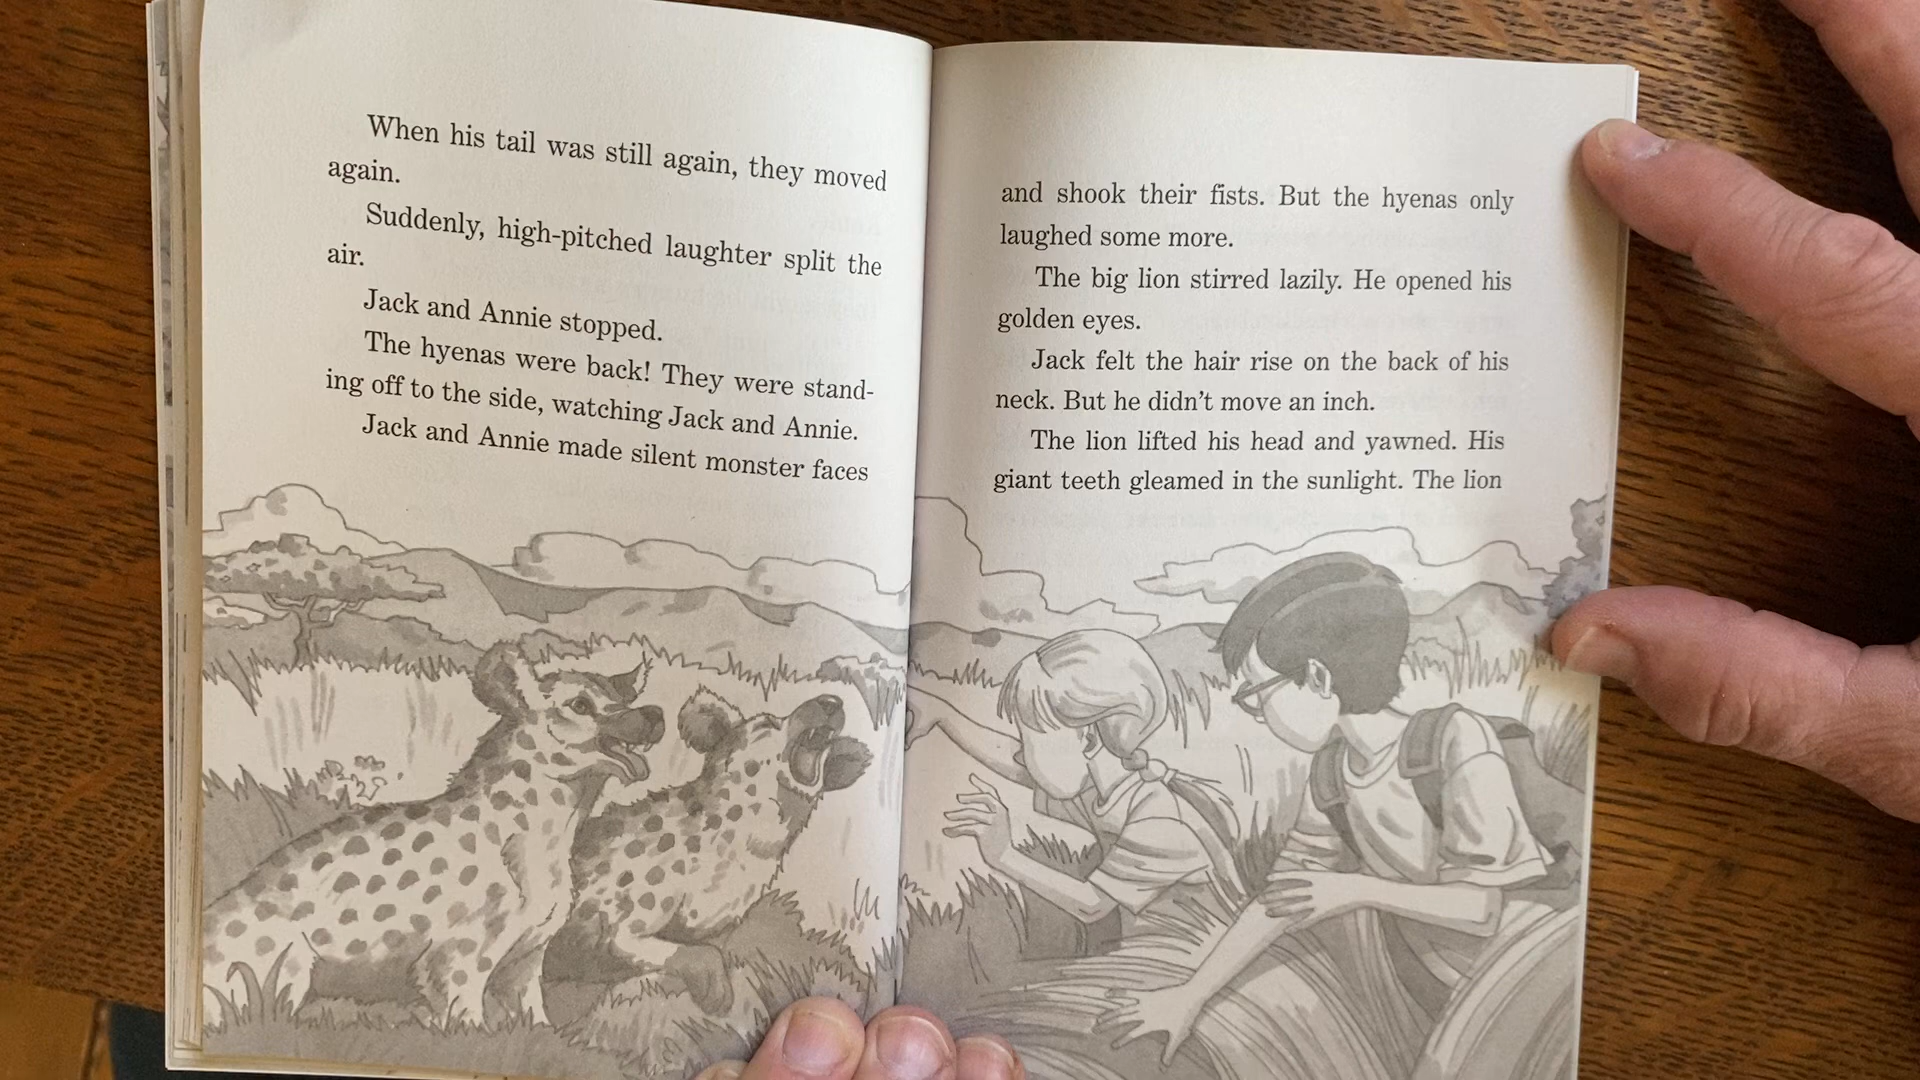 When his tail was still again, they moved
again.
Suddenly, high-pitched laughter split the
air.
Jack and Annie stopped.
The hyenas were back! They were stand-
ing off to the side, watching Jack and Annie.
Jack and Annie made silent monster faces
and shook their fists. But the hyenas only
laughed some more.
The big lion stirred lazily. He opened his
golden eyes.
Jack felt the hair rise on the back of his
neck. But he didn't move an inch.
The lion lifted his head and yawned. His
giant teeth gleamed in the sunlight. The lion